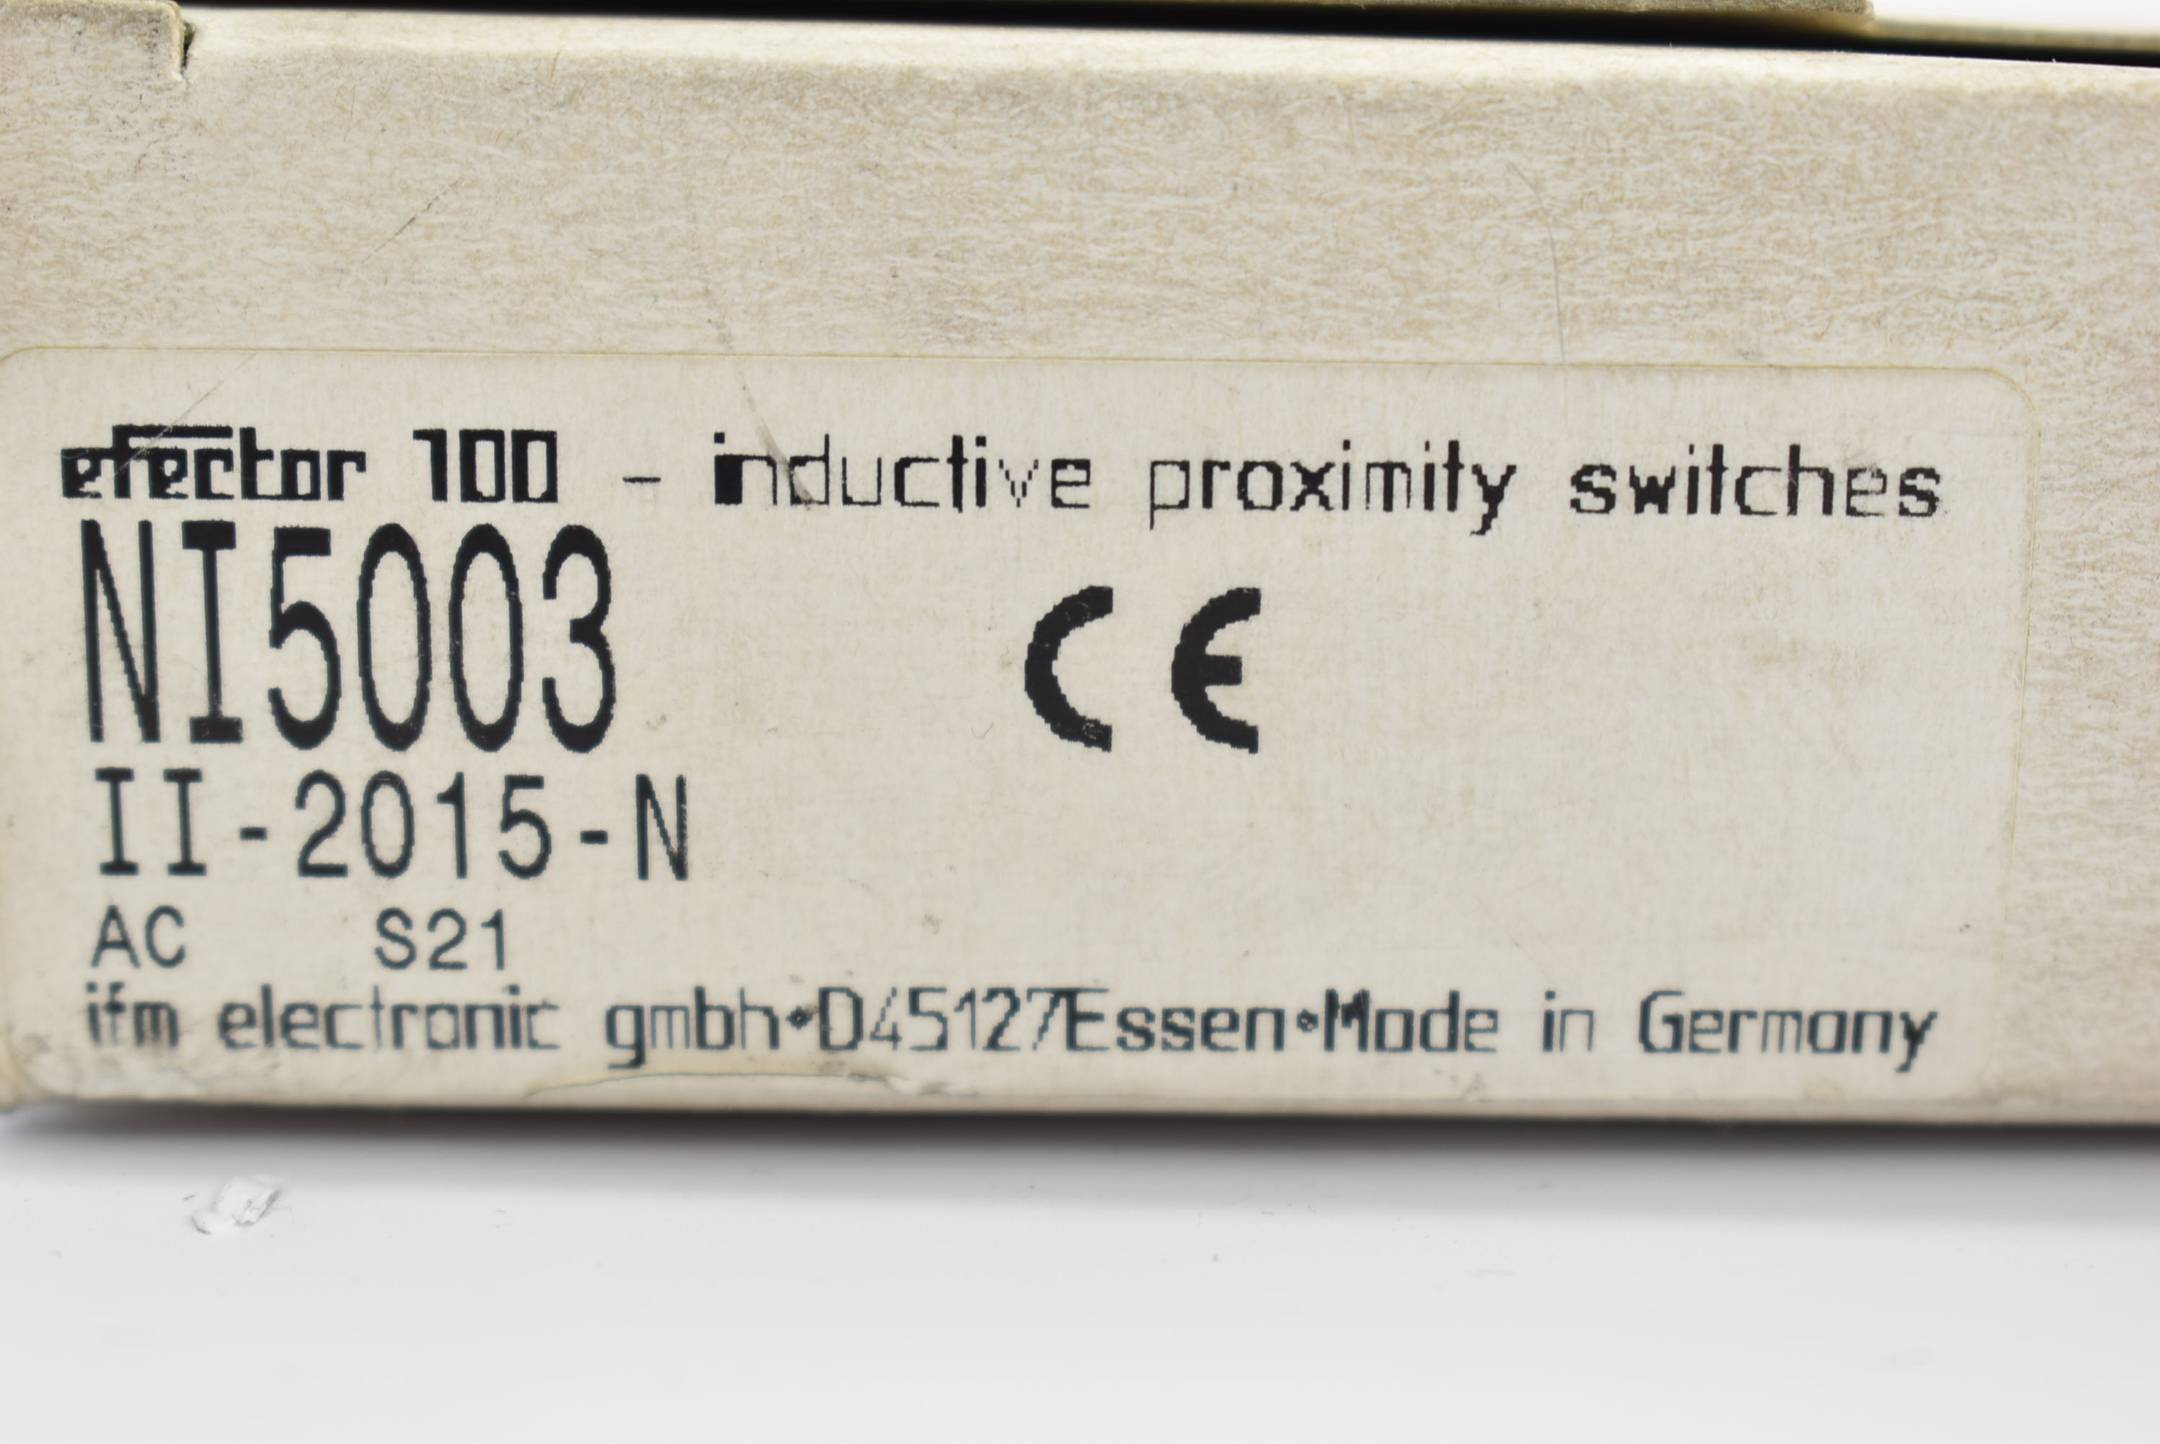 efector 100 - inductive proximity switches
NI5003
CE
II-2015-N
AC S21
ifm electronic gmbh•D45127Essen•Made in Germany